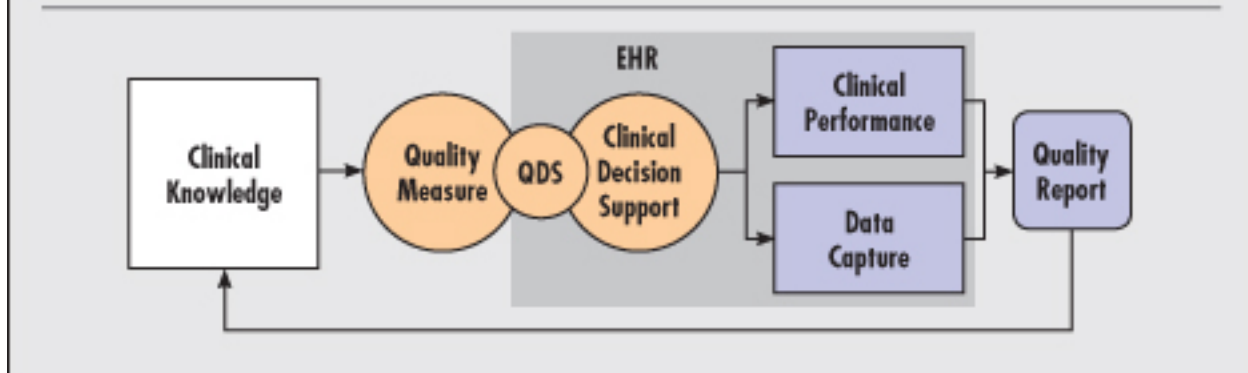 EHR
Clinical
Knowledge
Quality
Measure
QDS
Clinical
Decision
Support
Clinical
Performance
Data
Capture
Quality
Report